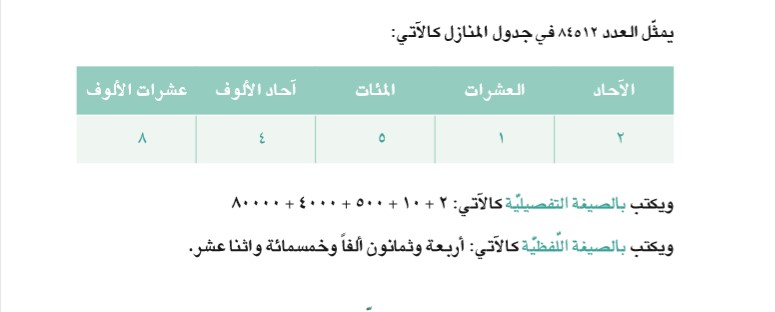 يمثّل العدد ٨٤٥١٢ في جدول المنازل كالآتي:
الآحاد العشرات المئات آحاد الألوف عشرات الألوف
٢ ١ ٥ ٤ ٨
ويكتب بالصيغة التفصيليّة كالآتي: ٢ + ١٠ + ٥٠٠ + ٤٠٠٠ + ٨٠٠٠٠
ويكتب بالصيغة اللّفظيّة كالآتي: أربعة وثمانون ألفاً وخمسمائة واثنا عشر.